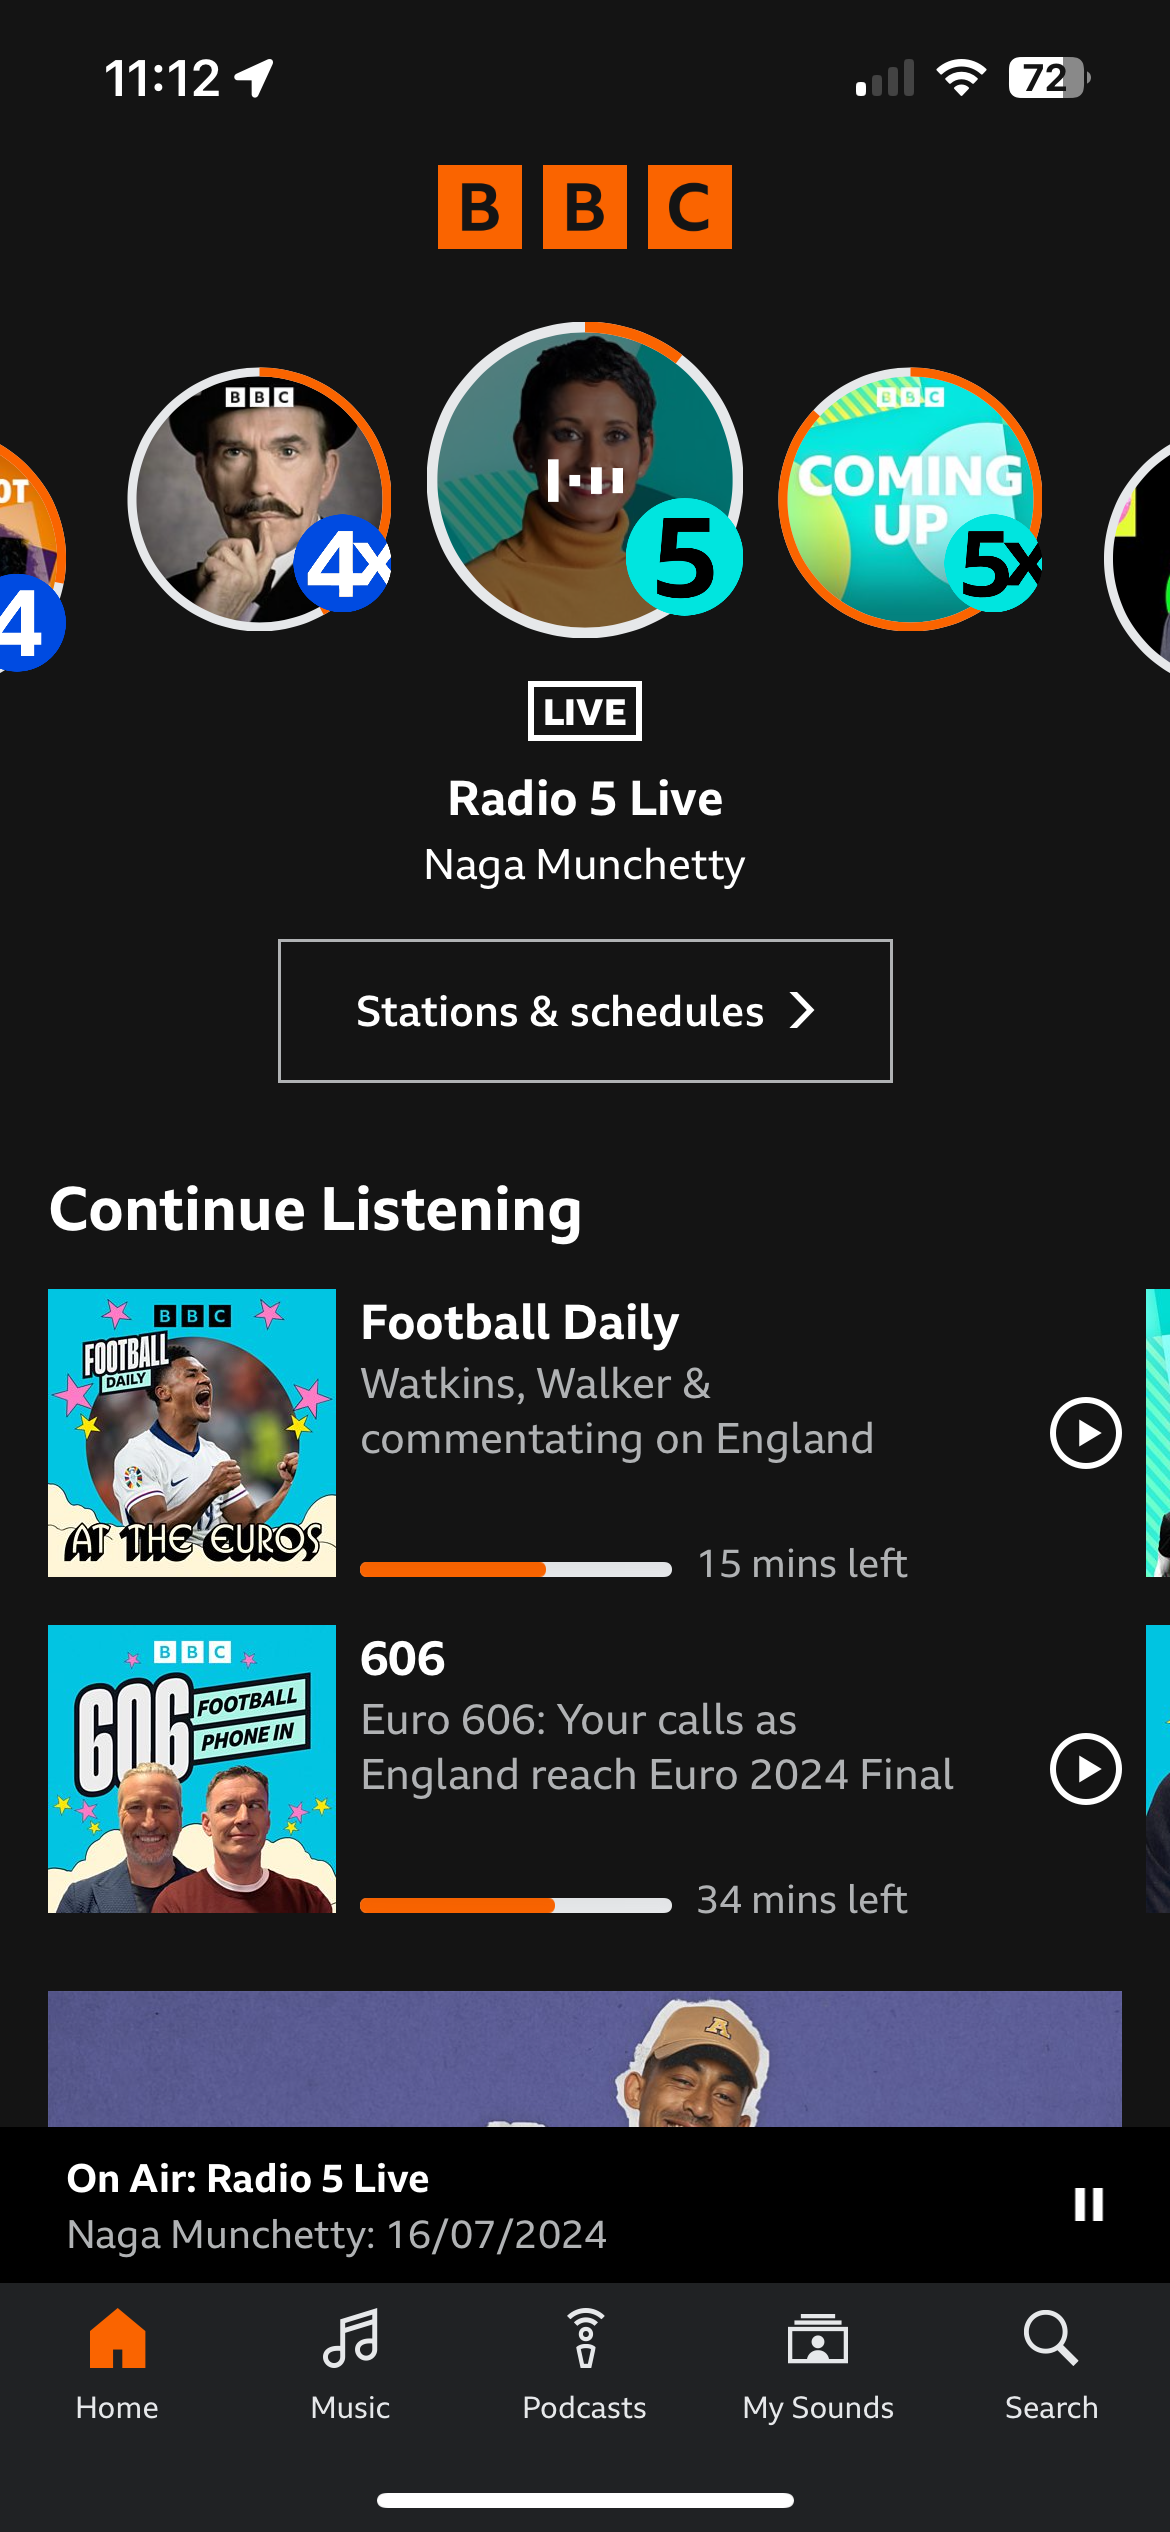 11:12
72
BBC
OT
4
BBC
4x
5
BBC
COMING
UP
5x
LIVE
Radio 5 Live
Naga Munchetty
Stations & schedules
Continue Listening
BBC
FOOTBALL
DAILY
AT THE EUROS
Football Daily
Watkins, Walker &
commentating on England
15 mins left
BBC
606
FOOTBALL
PHONE IN
606
Euro 606: Your calls as
England reach Euro 2024 Final
34 mins left
A
On Air: Radio 5 Live
Naga Munchetty: 16/07/2024
Home
Music
Podcasts
My Sounds
Search